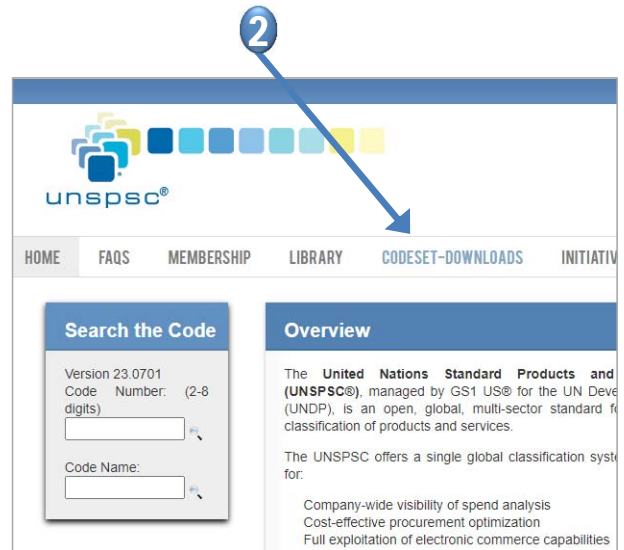 2
unspsc®
HOME FAQS MEMBERSHIP LIBRARY CODESET-DOWNLOADS
Search the Code
Version 23.0701
Code Number: (2-8
digits)
Code Name:
Overview
The United Nations Standard Products and
(UNSPSC®), managed by GS1 US® for the UN Deve
(UNDP), is an open, global, multi-sector standard fo
classification of products and services.
The UNSPSC offers a single global classification syste
for:
Company-wide visibility of spend analysis
Cost-effective procurement optimization
Full exploitation of electronic commerce capabilities